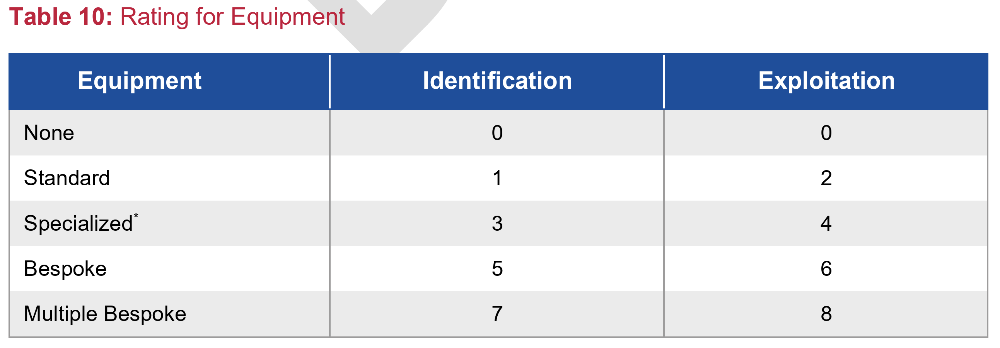 Table 10: Rating for Equipment
Equipment Identification Exploitation
None 0 0
Standard 1 2
Specialized* 3 4
Bespoke 5 6
Multiple Bespoke 7 8